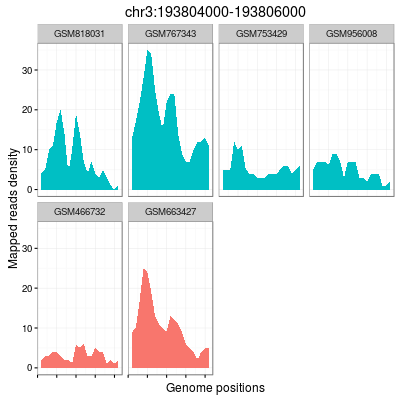 chr3:193804000-193806000
GSM818031 GSM767343 GSM753429 GSM956008
30
20
10
0
GSM466732 GSM663427
30
20
10
0
Mapped reads density
Genome positions